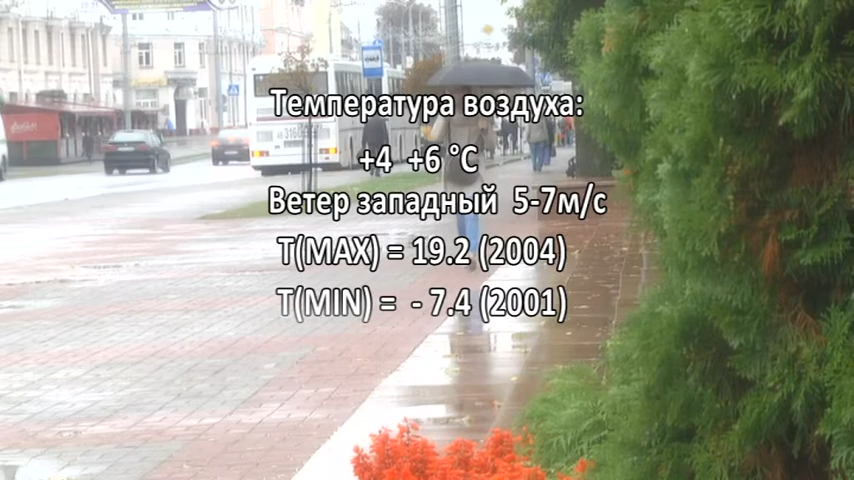 Температура воздуха:
+4 +6 °С
Ветер западный 5-7м/с
T(MAX) = 19.2 (2004)
T(MIN) = - 7.4 (2001)